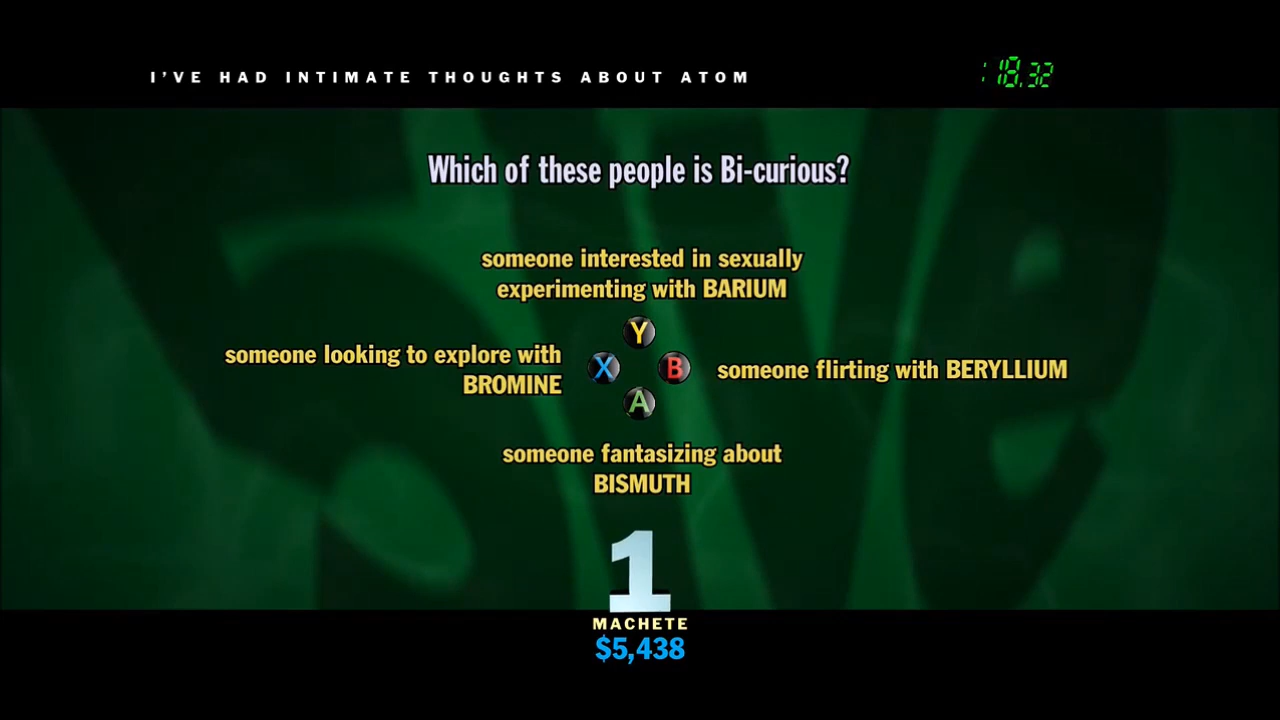 I'VE HAD INTIMATE THOUGHTS ABOUT ATOM
:18.32
Which of these people is Bi-curious?
someone interested in sexually
experimenting with BARIUM
Y
someone looking to explore with
BROMINE
X
B
someone flirting with BERYLLIUM
A
someone fantasizing about
BISMUTH
1
MACHETE
$5,438